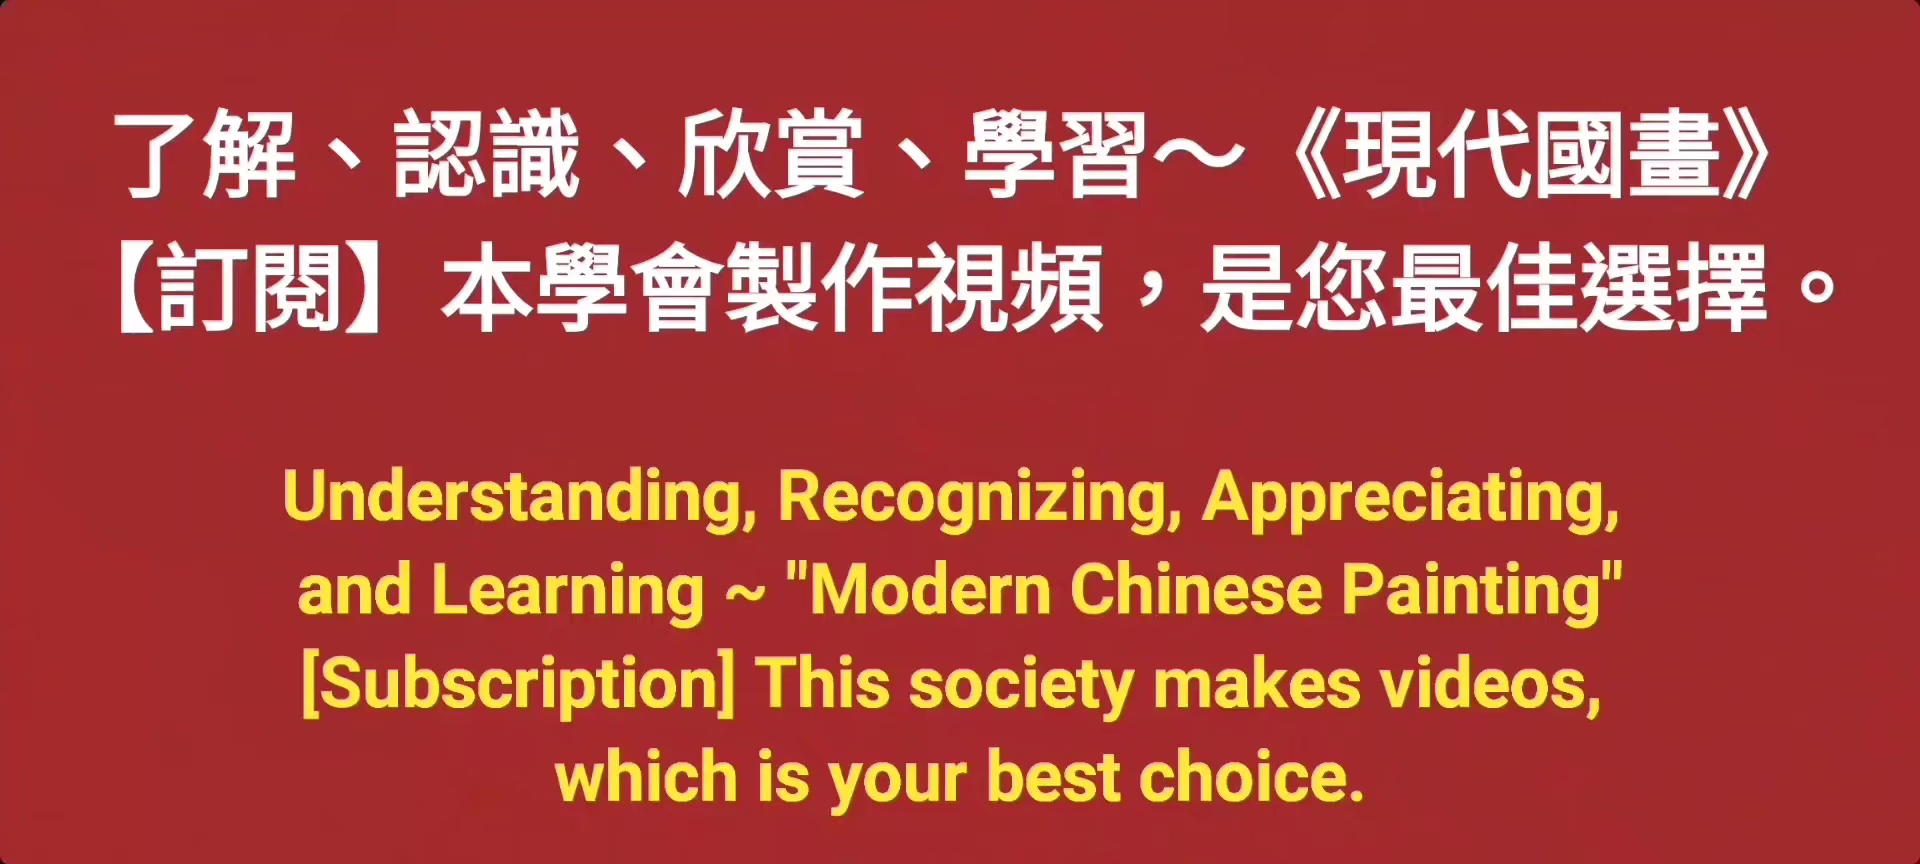 了解、認識、欣賞、學習～《現代國畫》
【訂閱】本學會製作視頻，是您最佳選擇。
Understanding, Recognizing, Appreciating,
and Learning ~ "Modern Chinese Painting"
[Subscription] This society makes videos,
which is your best choice.